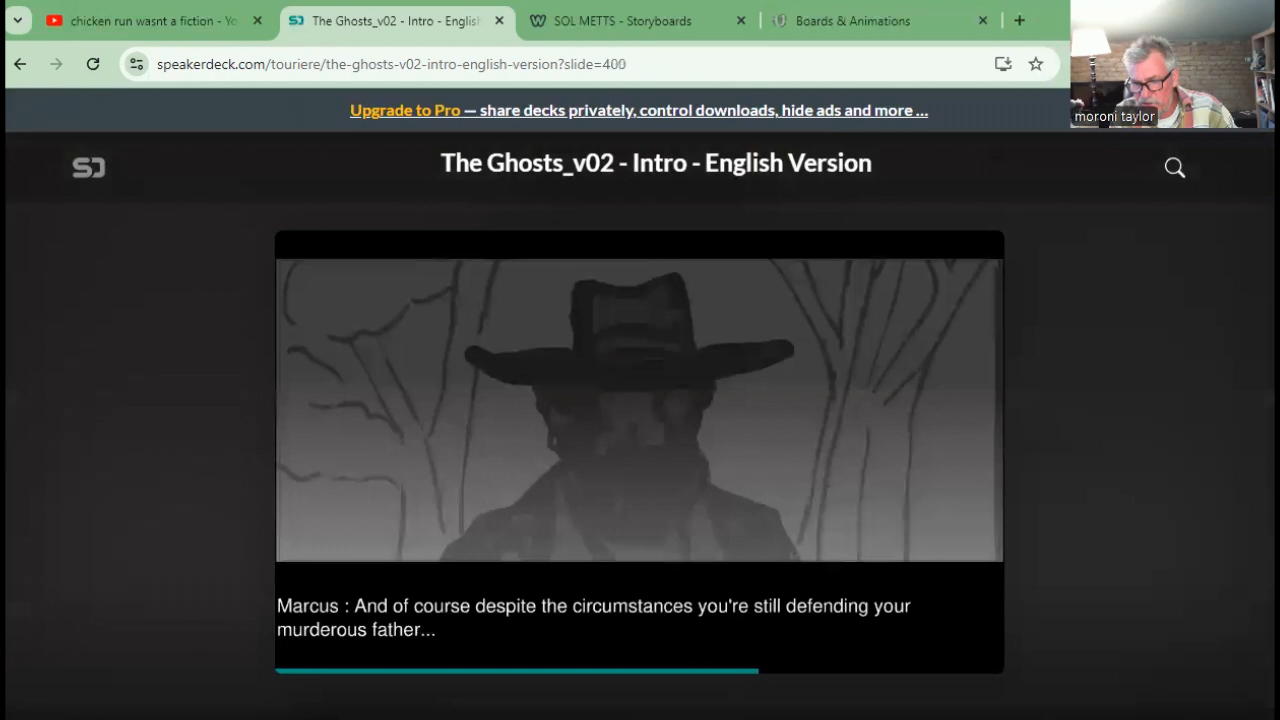 chicken run wasnt a fiction - Yo
The Ghosts_v02 - Intro - English
SOL METTS - Storyboards
Boards & Animations
speakerdeck.com/touriere/the-ghosts-v02-intro-english-version?slide=400
moroni taylor
Upgrade to Pro — share decks privately, control downloads, hide ads and more …
The Ghosts_v02 - Intro - English Version
Marcus : And of course despite the circumstances you're still defending your
murderous father...